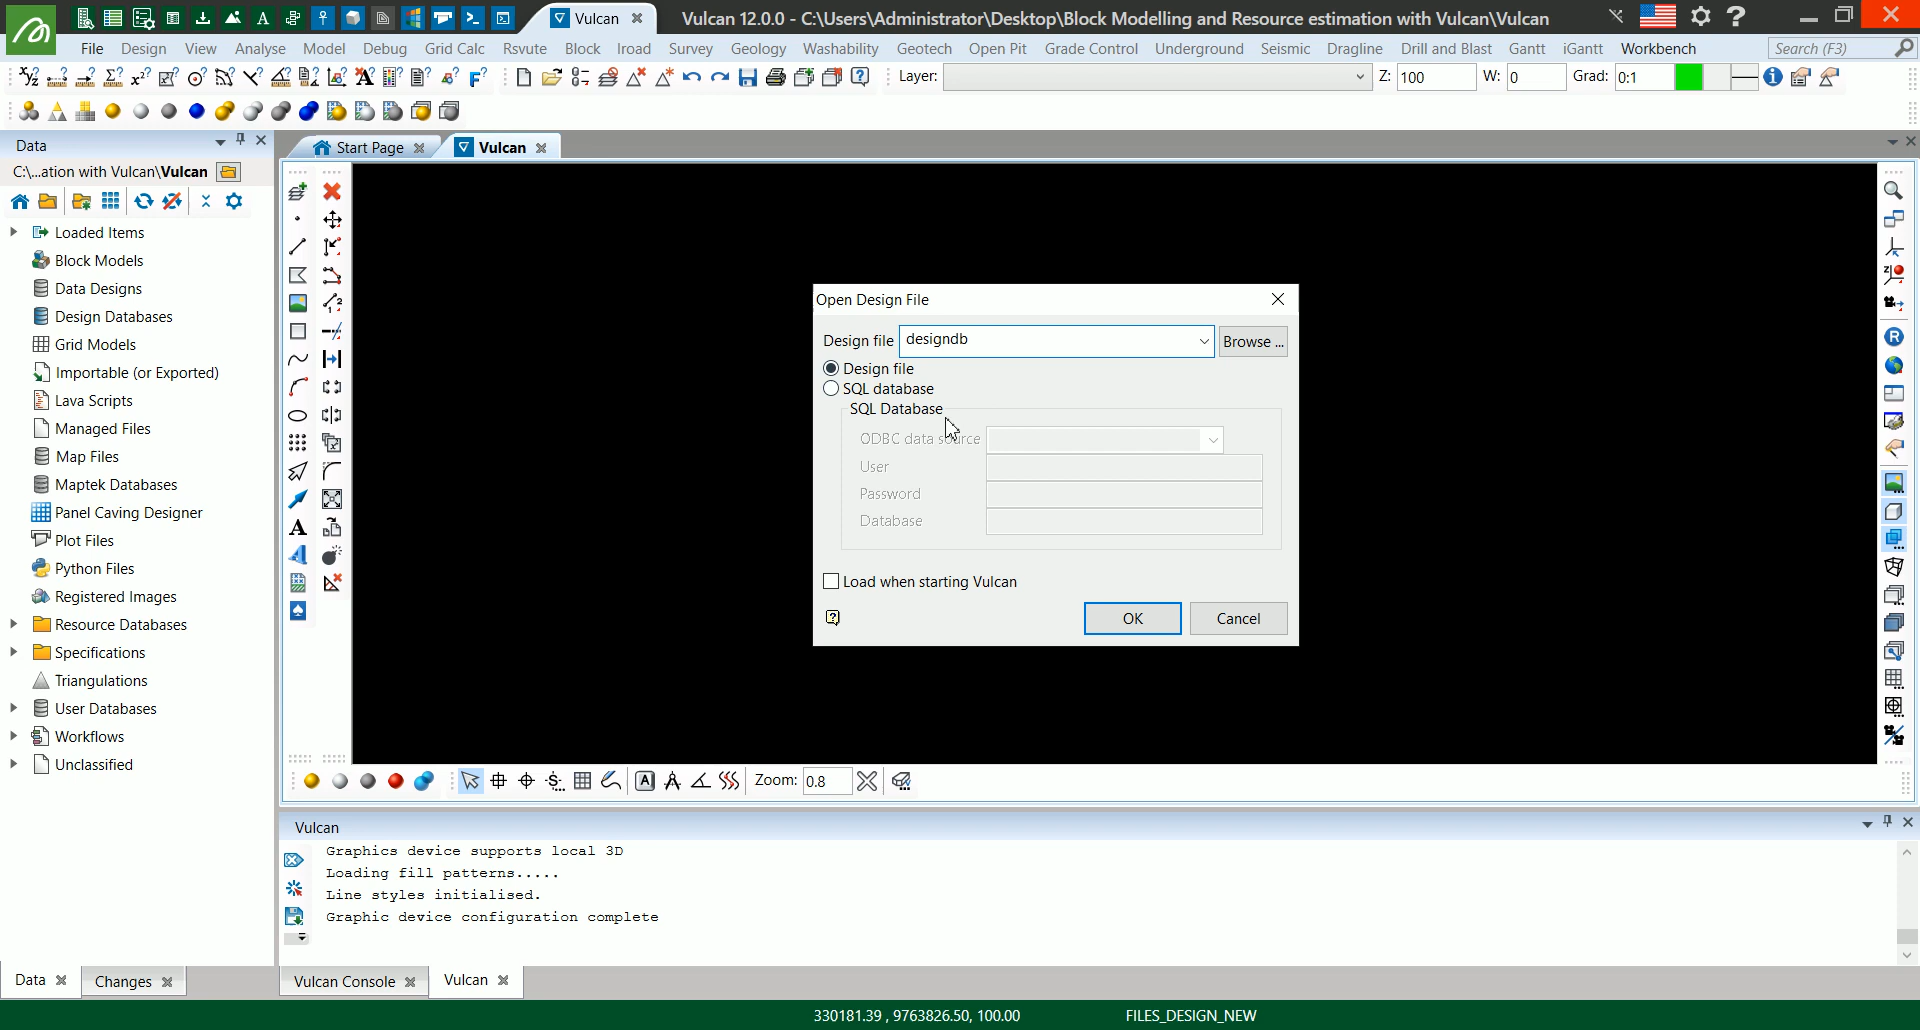 Vulcan
Vulcan 12.0.0 - C:\Users\Administrator\Desktop\Block Modelling and Resource estimation with Vulcan\Vulcan
File Design View Analyse Model Debug Grid Calc Rsvute Block Iroad Survey Geology Washability Geotech Open Pit Grade Control Underground Seismic Dragline Drill and Blast Gantt iGantt Workbench Search (F3)
Layer: Z: 100 W: 0 Grad: 0:1
Data
Start Page Vulcan
C:\...ation with Vulcan\Vulcan
Loaded Items
Block Models
Data Designs
Design Databases
Grid Models
Importable (or Exported)
Lava Scripts
Managed Files
Map Files
Maptek Databases
Panel Caving Designer
Plot Files
Python Files
Registered Images
Resource Databases
Specifications
Triangulations
User Databases
Workflows
Unclassified
Open Design File
Design file designdb Browse ...
Design file
SQL database
SQL Database
ODBC data source
User
Password
Database
Load when starting Vulcan
OK Cancel
Zoom: 0.8
Vulcan
Graphics device supports local 3D
Loading fill patterns.....
Line styles initialised.
Graphic device configuration complete
Data Changes Vulcan Console Vulcan
330181.39 , 9763826.50, 100.00 FILES_DESIGN_NEW